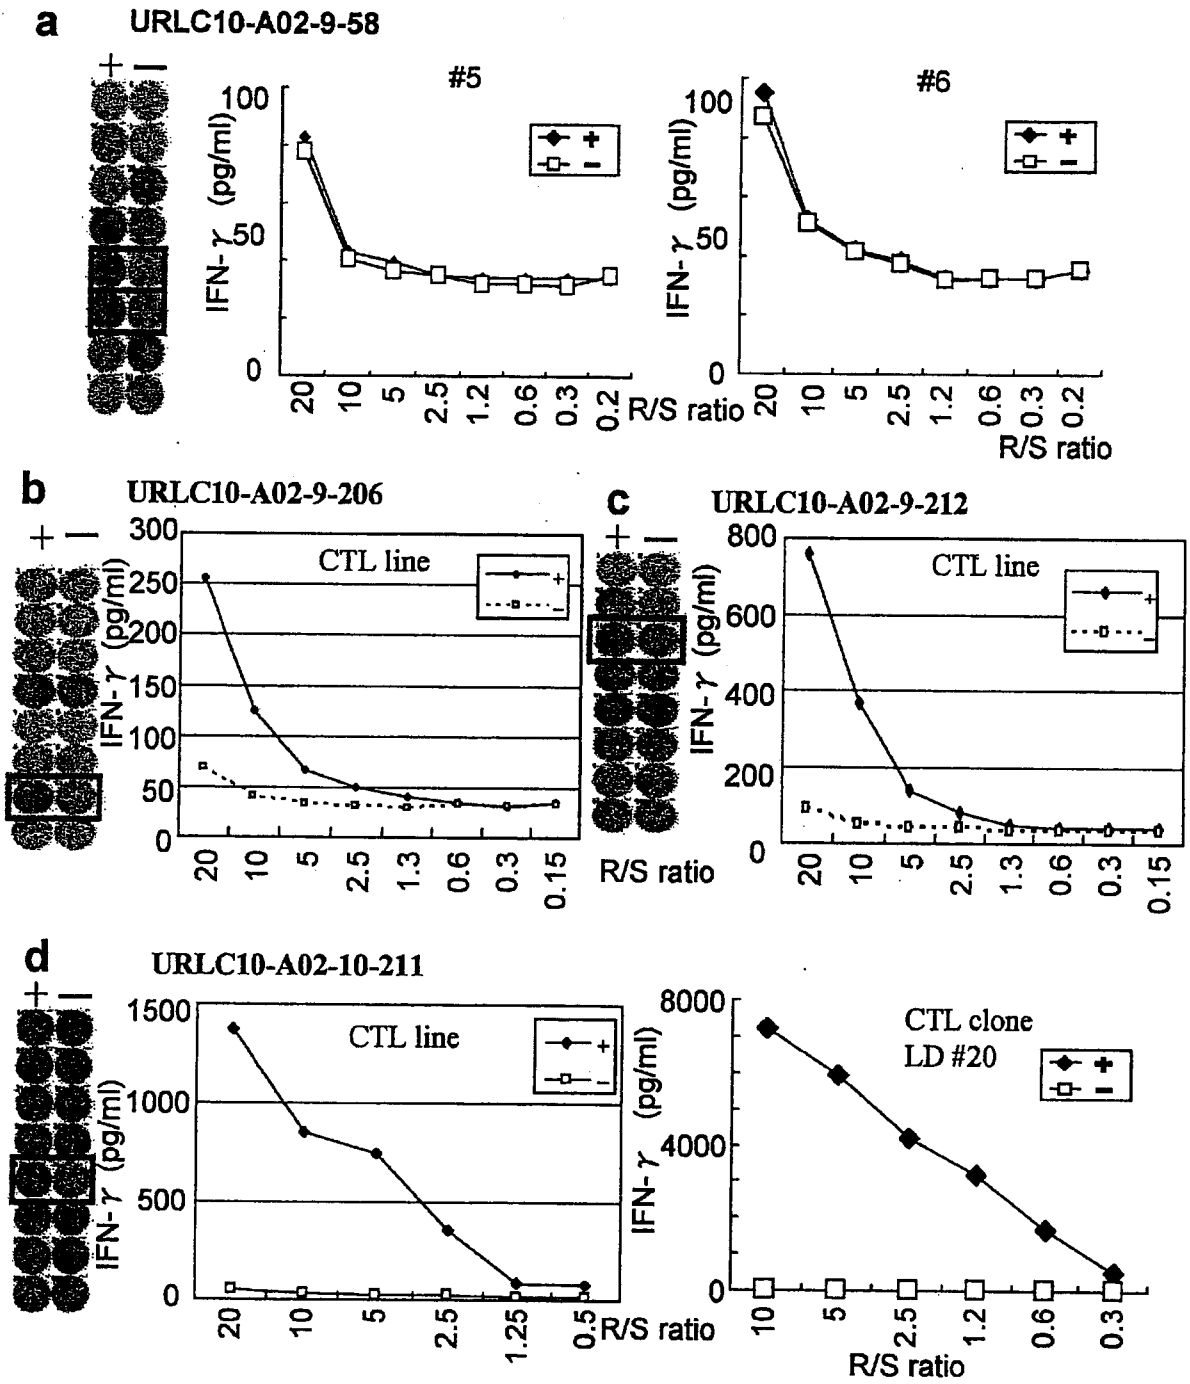 a URLC10-A02-9-58
+ −
#5
IFN-γ (pg/ml)
100
50
0
+
−
20 10 5 2.5 1.2 0.6 0.3 0.2
R/S ratio
#6
IFN-γ (pg/ml)
100
50
0
+
−
20 10 5 2.5 1.2 0.6 0.3 0.2
R/S ratio
b URLC10-A02-9-206
+ −
CTL line
IFN-γ (pg/ml)
300
250
200
150
100
50
0
+
−
20 10 5 2.5 1.3 0.6 0.3 0.15
R/S ratio
c URLC10-A02-9-212
+ −
CTL line
IFN-γ (pg/ml)
800
600
400
200
0
+
−
20 10 5 2.5 1.3 0.6 0.3 0.15
d URLC10-A02-10-211
+ −
CTL line
IFN-γ (pg/ml)
1500
1000
500
0
+
−
20 10 5 2.5 1.25 0.5
R/S ratio
CTL clone
LD #20
IFN-γ (pg/ml)
8000
4000
0
+
−
10 5 2.5 1.2 0.6 0.3
R/S ratio